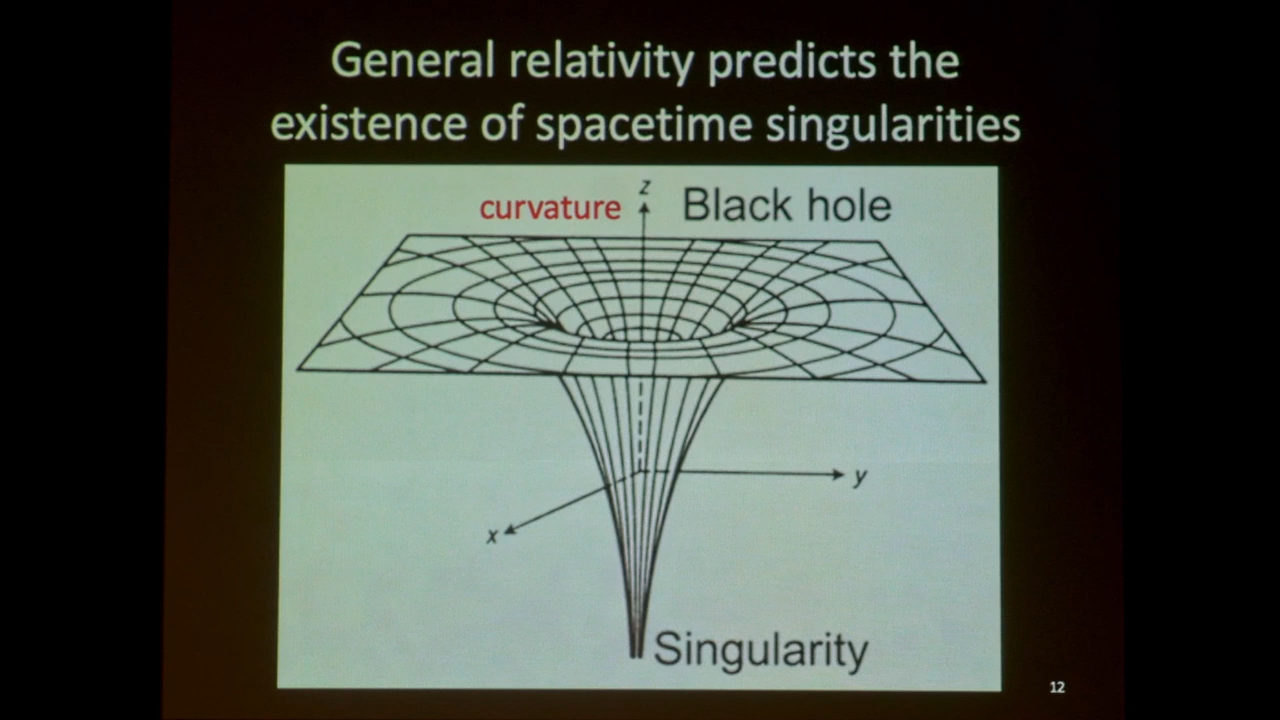 General relativity predicts the
existence of spacetime singularities
curvature
z
Black hole
y
x
Singularity
12